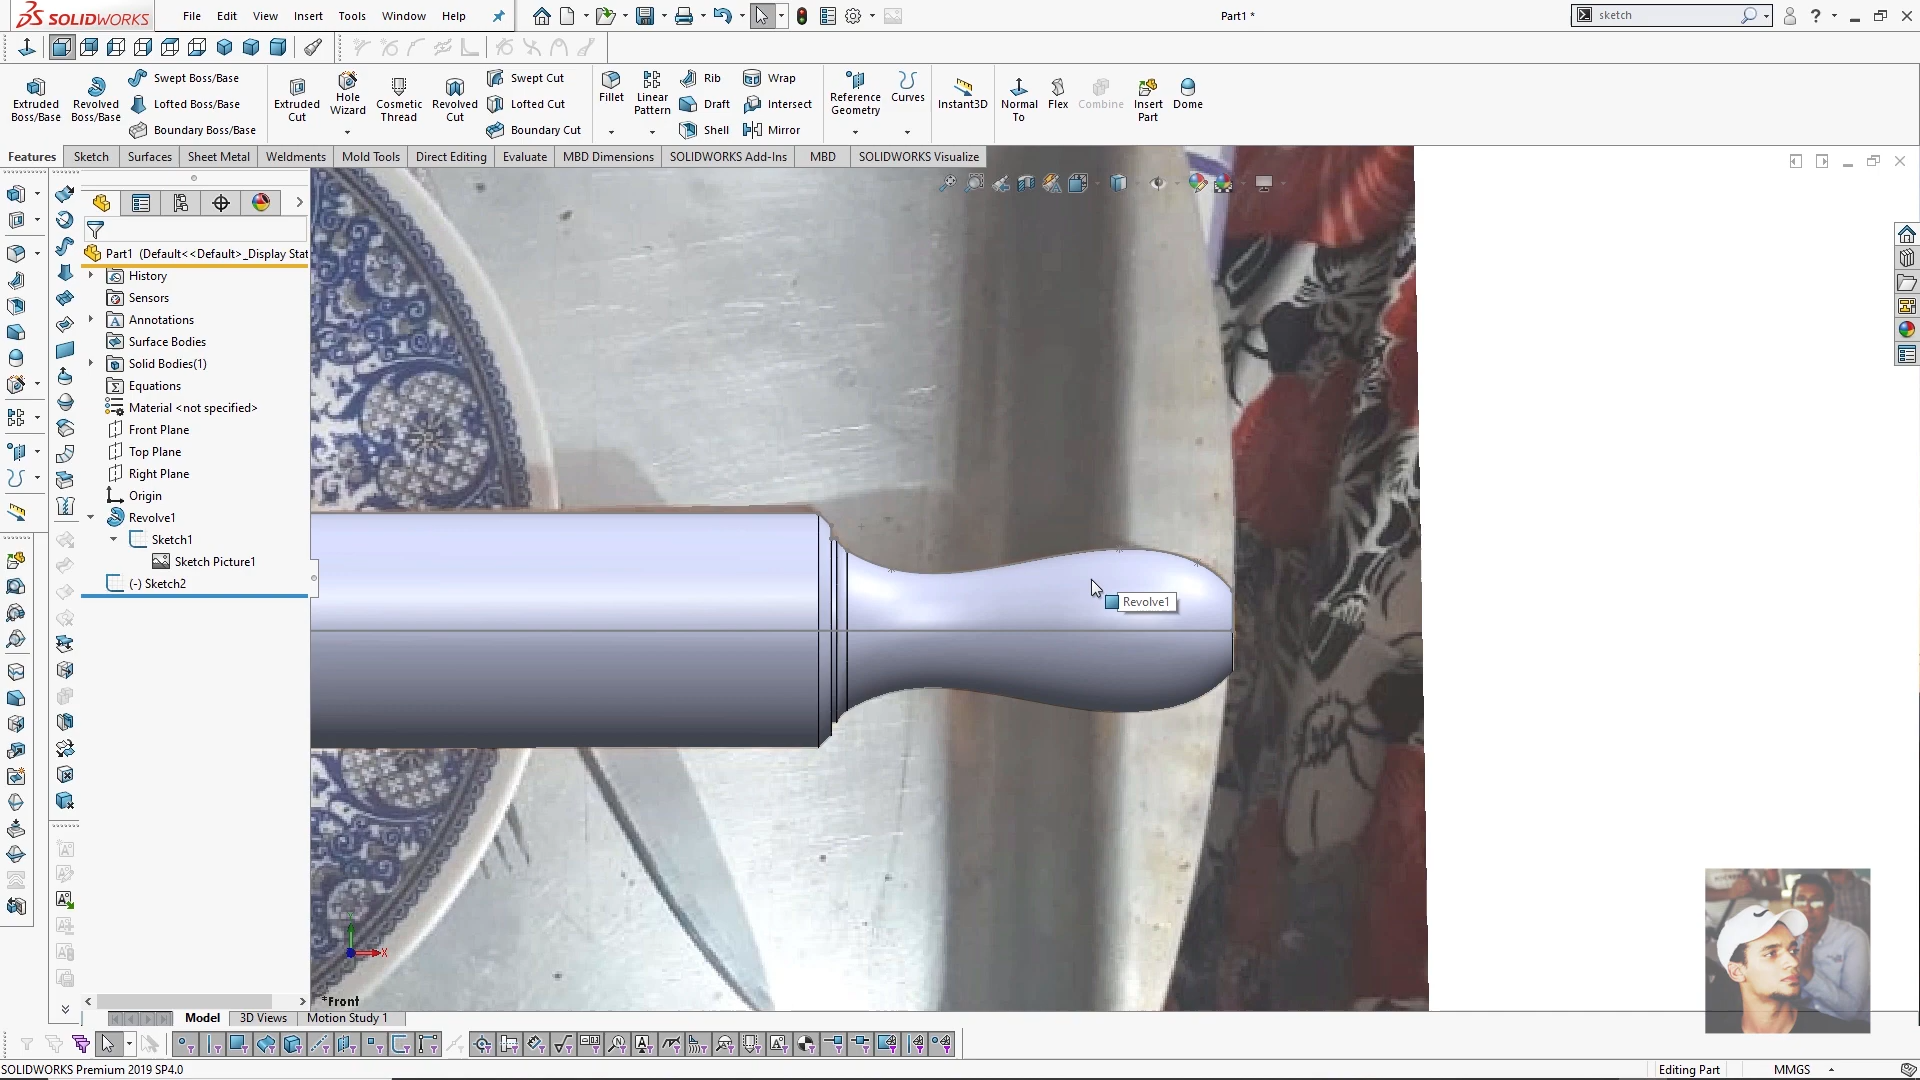 SOLIDWORKS
File Edit View Insert Tools Window Help
Part1 *
sketch
Extruded Boss/Base
Revolved Boss/Base
Swept Boss/Base
Lofted Boss/Base
Boundary Boss/Base
Extruded Cut
Hole Wizard
Cosmetic Thread
Revolved Cut
Swept Cut
Lofted Cut
Boundary Cut
Fillet
Linear Pattern
Rib
Draft
Shell
Wrap
Intersect
Mirror
Reference Geometry
Curves
Instant3D
Normal To
Flex
Combine
Insert Part
Dome
Features Sketch Surfaces Sheet Metal Weldments Mold Tools Direct Editing Evaluate MBD Dimensions SOLIDWORKS Add-Ins MBD SOLIDWORKS Visualize
Part1 (Default<<Default>_Display Stat
History
Sensors
Annotations
Surface Bodies
Solid Bodies(1)
Equations
Material <not specified>
Front Plane
Top Plane
Right Plane
Origin
Revolve1
Sketch1
Sketch Picture1
(-) Sketch2
Revolve1
X
*Front
Model 3D Views Motion Study 1
SOLIDWORKS Premium 2019 SP4.0
Editing Part
MMGS